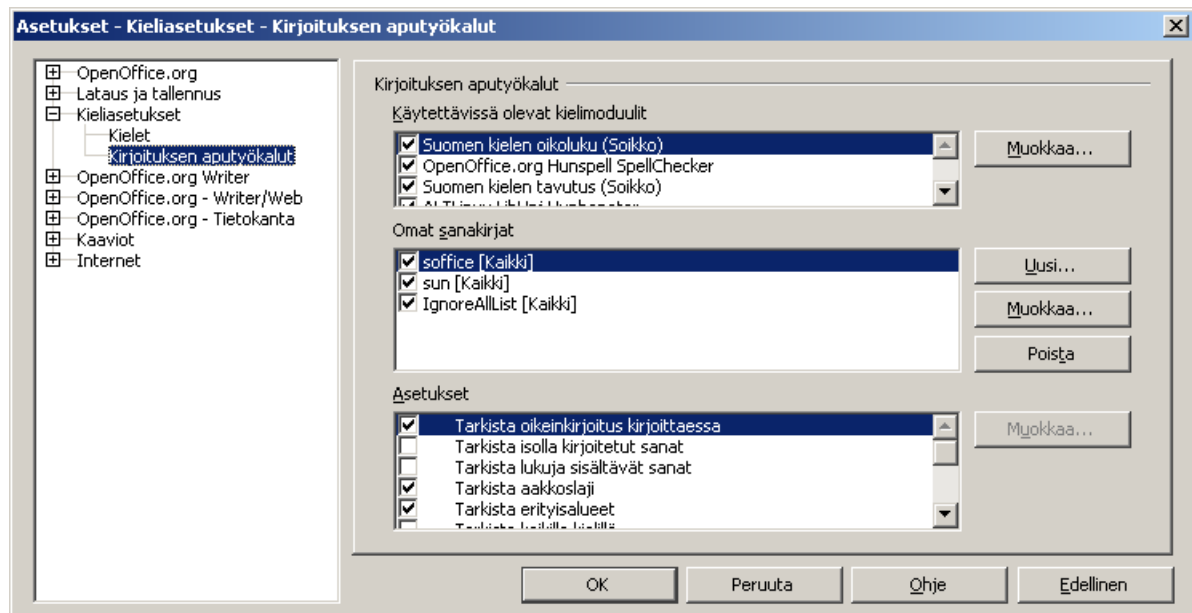 Asetukset - Kieliasetukset - Kirjoituksen aputyökalut
OpenOffice.org
Lataus ja tallennus
Kieliasetukset
Kielet
Kirjoituksen aputyökalut
OpenOffice.org Writer
OpenOffice.org - Writer/Web
OpenOffice.org - Tietokanta
Kaaviot
Internet
Kirjoituksen aputyökalut
Käytettävissä olevat kielimoduulit
Suomen kielen oikoluku (Soikko)
OpenOffice.org Hunspell SpellChecker
Suomen kielen tavutus (Soikko)
Muokkaa...
Omat sanakirjat
soffice [Kaikki]
sun [Kaikki]
IgnoreAllList [Kaikki]
Uusi...
Muokkaa...
Poista
Asetukset
Tarkista oikeinkirjoitus kirjoittaessa
Tarkista isolla kirjoitetut sanat
Tarkista lukuja sisältävät sanat
Tarkista aakkoslaji
Tarkista erityisalueet
Tarkista kaikilla kielillä
Muokkaa...
OK
Peruuta
Ohje
Edellinen